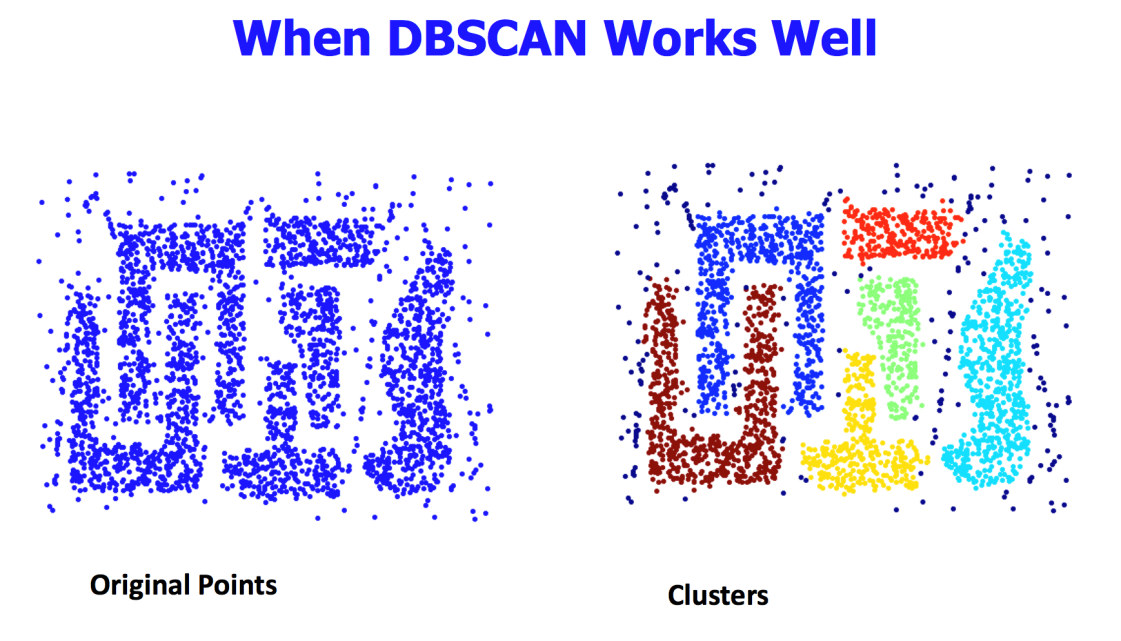 When DBSCAN Works Well
Original Points
Clusters